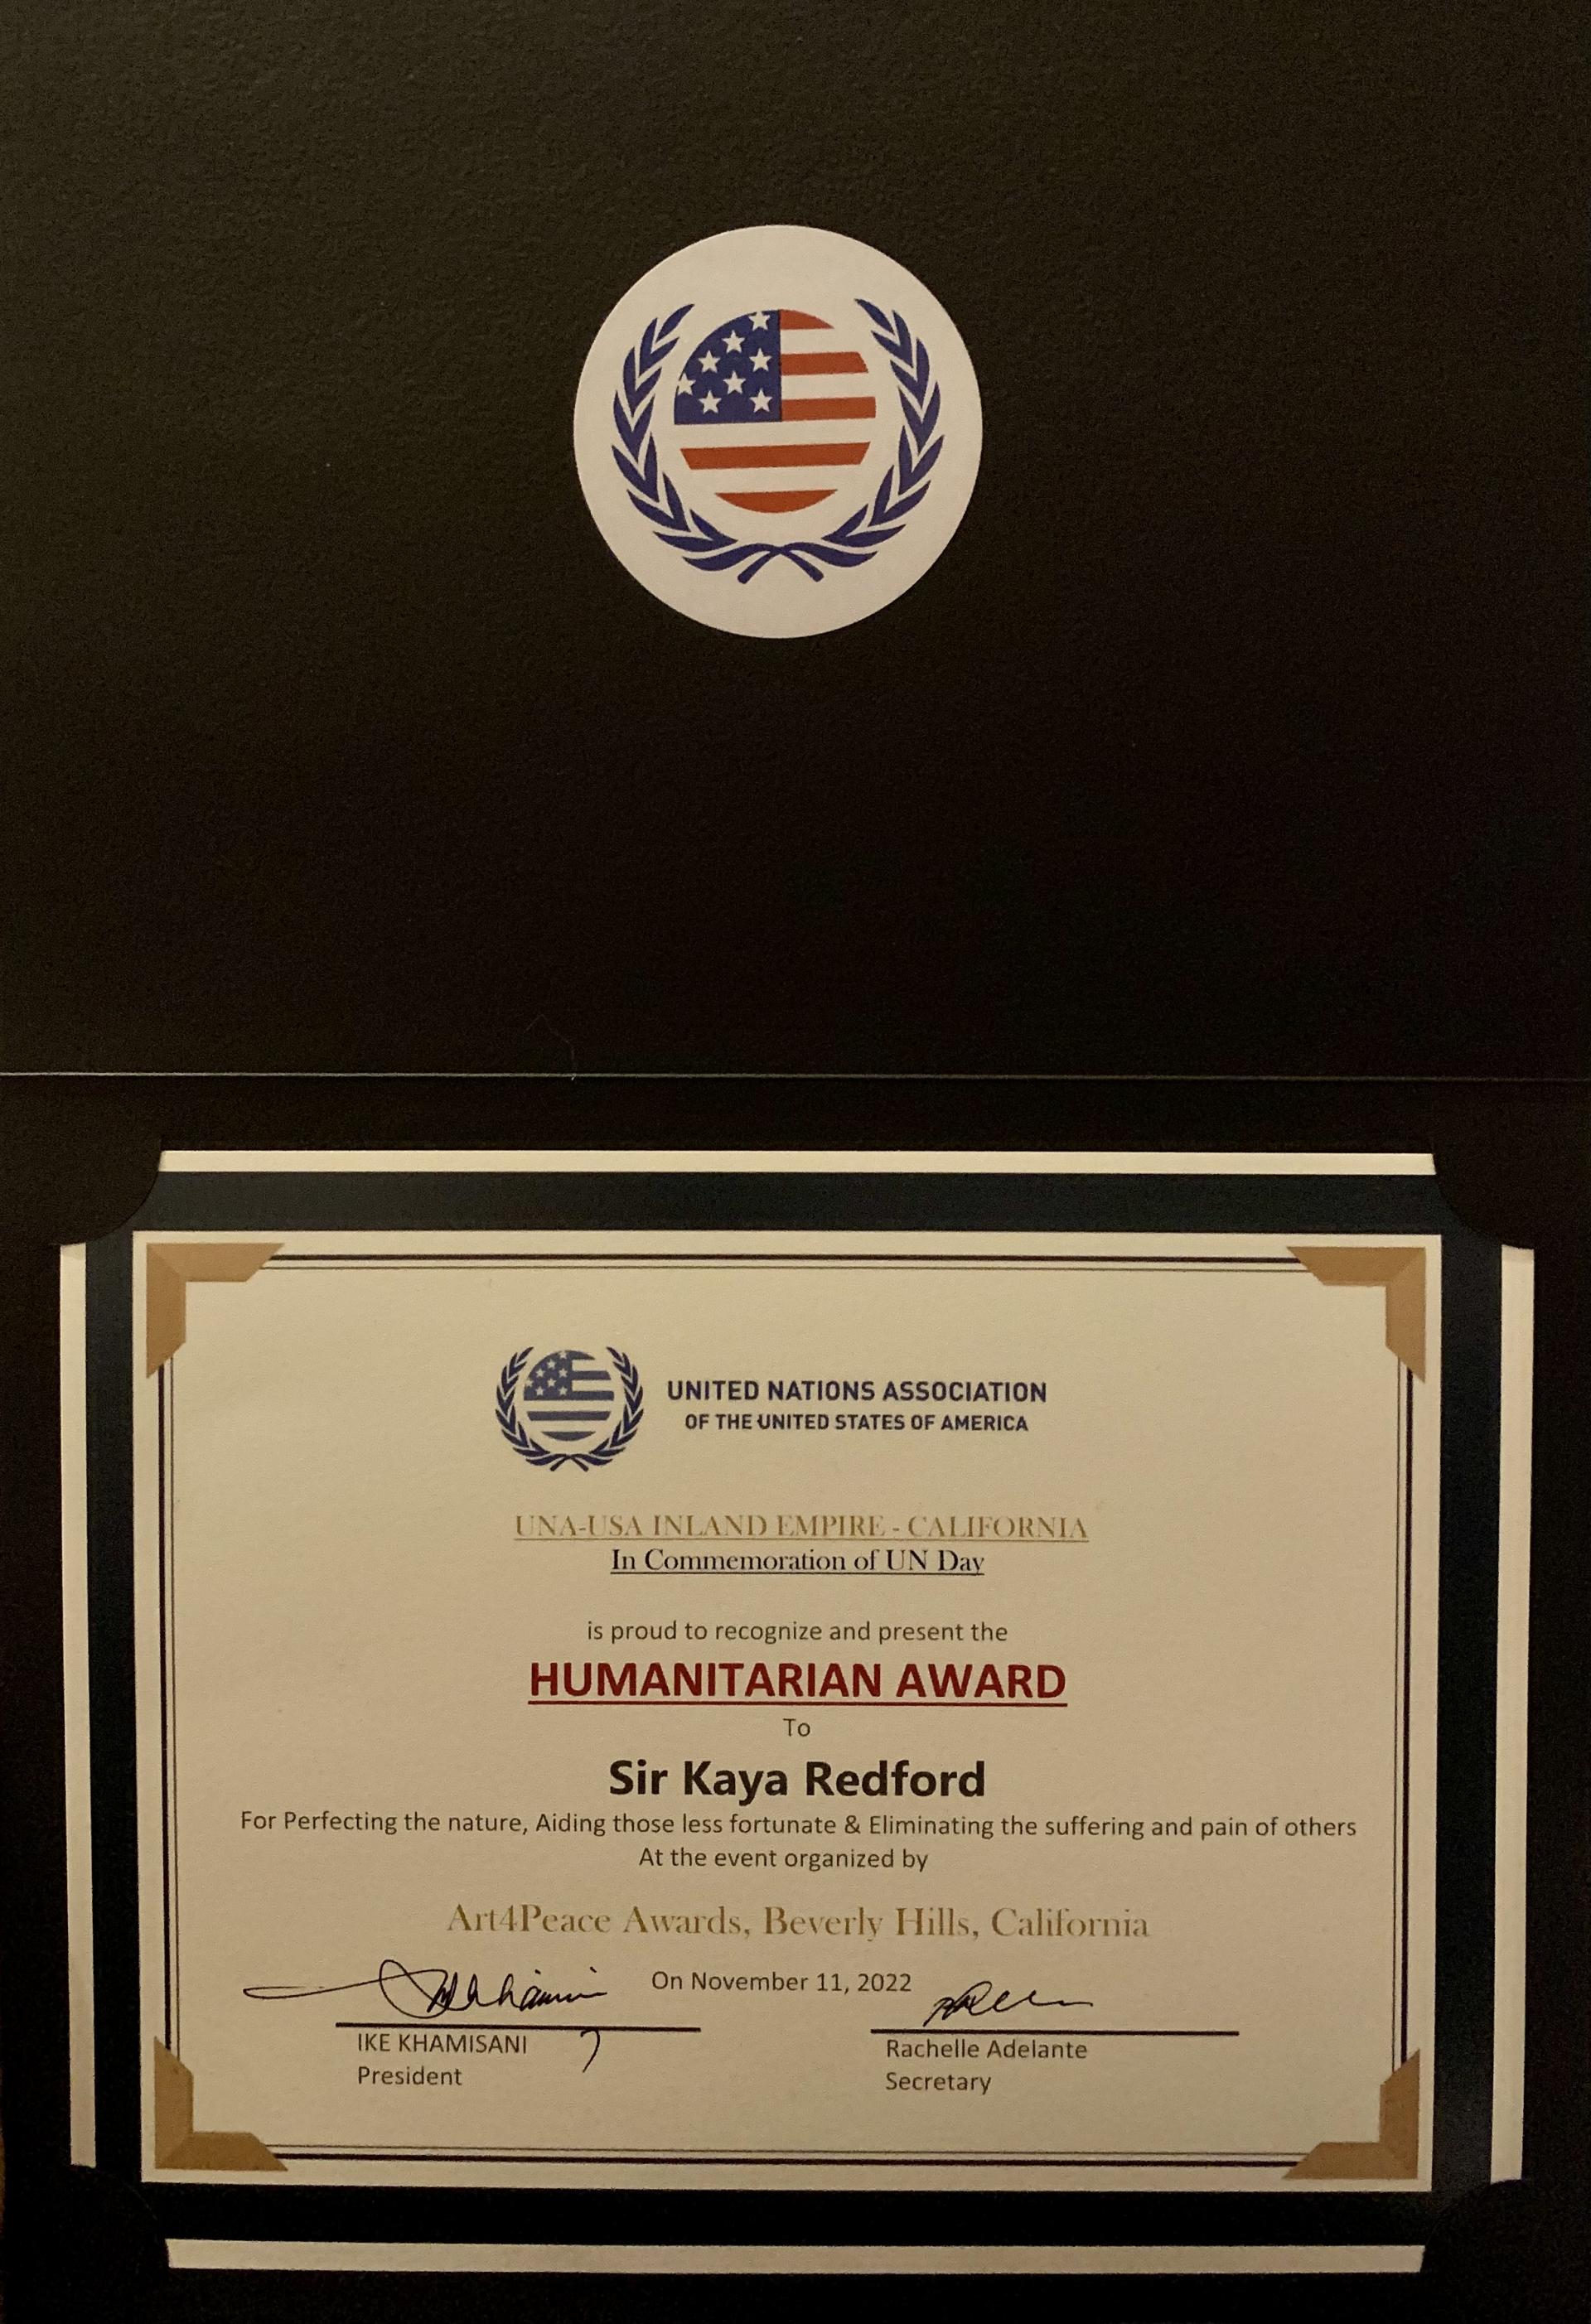 UNITED NATIONS ASSOCIATION
OF THE UNITED STATES OF AMERICA
UNA-USA INLAND EMPIRE - CALIFORNIA
In Commemoration of UN Day
is proud to recognize and present the
HUMANITARIAN AWARD
To
Sir Kaya Redford
For Perfecting the nature, Aiding those less fortunate & Eliminating the suffering and pain of others
At the event organized by
Art4Peace Awards, Beverly Hills, California
On November 11, 2022
IKE KHAMISANI
President
Rachelle Adelante
Secretary